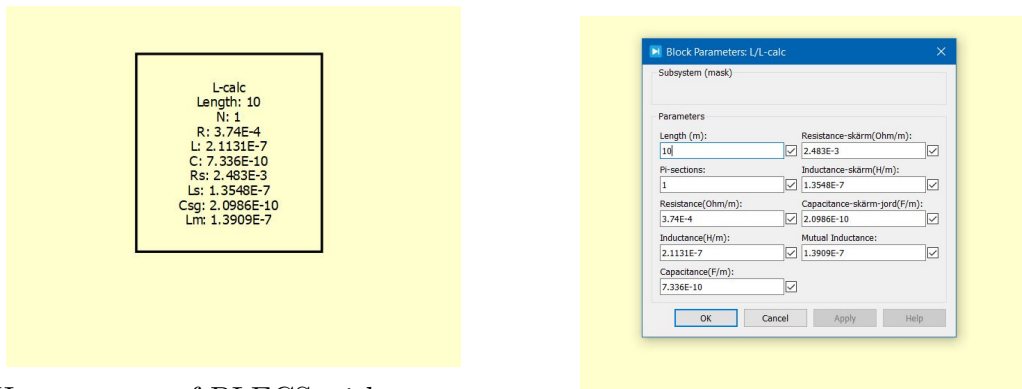 L-calc
Length: 10
N: 1
R: 3.74E-4
L: 2.1131E-7
C: 7.336E-10
Rs: 2.483E-3
Ls: 1.3548E-7
Csg: 2.0986E-10
Lm: 1.3909E-7
Block Parameters: L/L-calc
Subsystem (mask)
Parameters
Length (m): Resistance-skärm(Ohm/m):
10 2.483E-3
Pi-sections: Inductance-skärm(H/m):
1 1.3548E-7
Resistance(Ohm/m): Capacitance-skärm-jord(F/m):
3.74E-4 2.0986E-10
Inductance(H/m): Mutual Inductance:
2.1131E-7 1.3909E-7
Capacitance(F/m):
7.336E-10
OK Cancel Apply Help